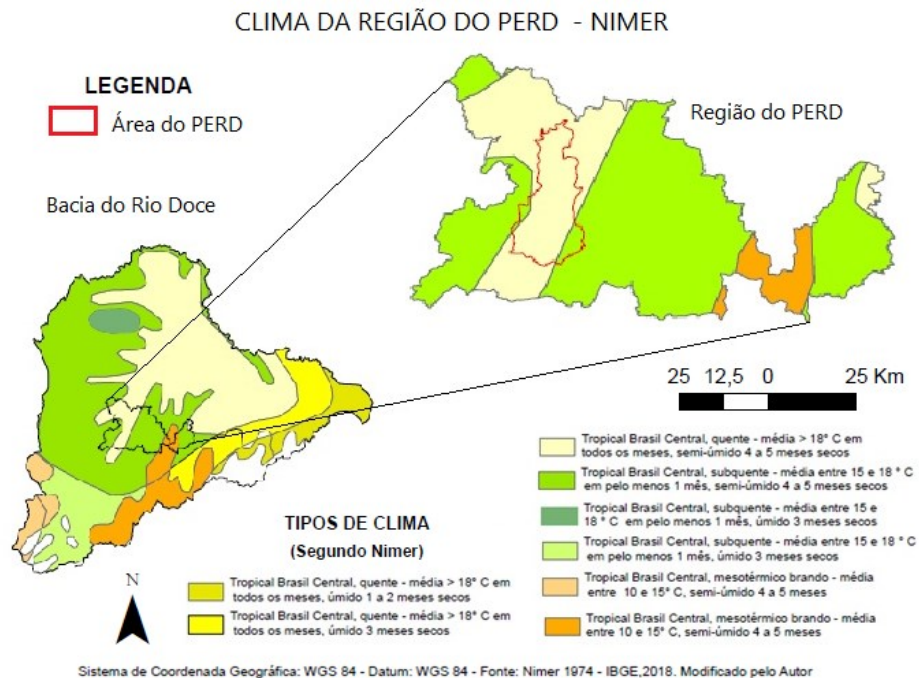 CLIMA DA REGIÃO DO PERD - NIMER
LEGENDA
Área do PERD
Região do PERD
Bacia do Rio Doce
25 12,5 0 25 Km
Tropical Brasil Central, quente - média > 18° C em
todos os meses, semi-úmido 4 a 5 meses secos
Tropical Brasil Central, subquente - média entre 15 e 18 ° C
em pelo menos 1 mês, semi-úmido 4 a 5 meses secos
Tropical Brasil Central, subquente - média entre 15 e
18 ° C em pelo menos 1 mês, úmido 3 meses secos
Tropical Brasil Central, subquente - média entre 15 e 18 ° C
em pelo menos 1 mês, úmido 3 meses secos
Tropical Brasil Central, mesotérmico brando - média
entre 10 e 15°C, semi-úmido 4 a 5 meses
Tropical Brasil Central, mesotérmico brando - média
entre 10 e 15°C, semi-úmido 4 a 5 meses
TIPOS DE CLIMA
(Segundo Nimer)
N
Tropical Brasil Central, quente - média > 18° C em
todos os meses, úmido 1 a 2 meses secos
Tropical Brasil Central, quente - média > 18° C em
todos os meses, úmido 3 meses secos
Sistema de Coordenada Geográfica: WGS 84 - Datum: WGS 84 - Fonte: Nimer 1974 - IBGE,2018. Modificado pelo Autor